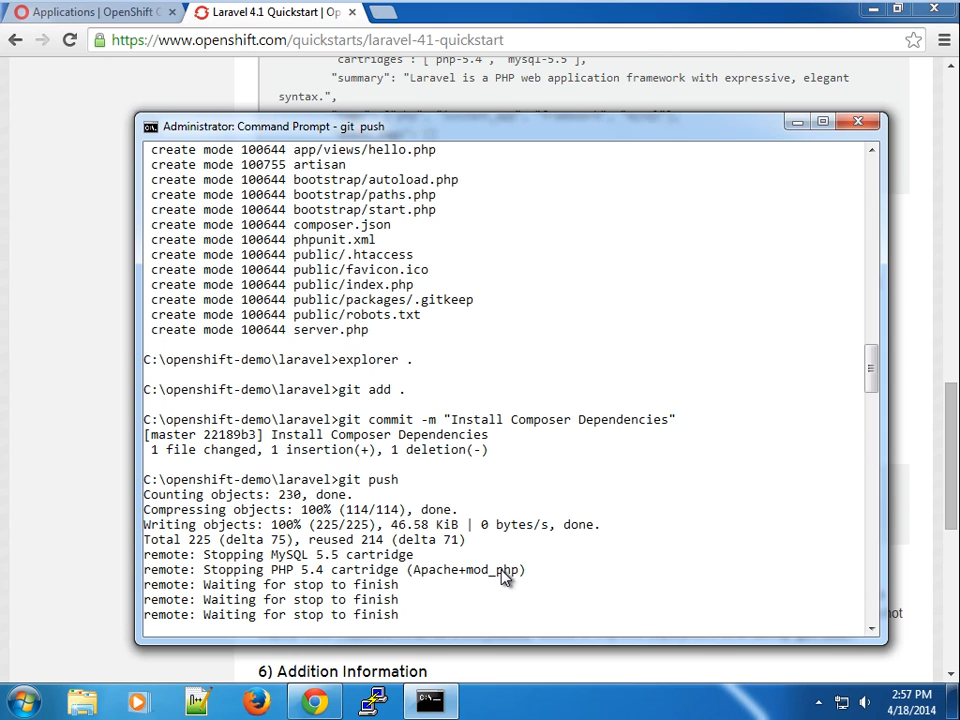 Applications | OpenShift
Laravel 4.1 Quickstart | Op
https://www.openshift.com/quickstarts/laravel-41-quickstart
cartridges : [ php-5.4 , mysql-5.5 ],
"summary": "Laravel is a PHP web application framework with expressive, elegant
syntax.",
Administrator: Command Prompt - git push
create mode 100644 app/views/hello.php
create mode 100755 artisan
create mode 100644 bootstrap/autoload.php
create mode 100644 bootstrap/paths.php
create mode 100644 bootstrap/start.php
create mode 100644 composer.json
create mode 100644 phpunit.xml
create mode 100644 public/.htaccess
create mode 100644 public/favicon.ico
create mode 100644 public/index.php
create mode 100644 public/packages/.gitkeep
create mode 100644 public/robots.txt
create mode 100644 server.php
C:\openshift-demo\laravel>explorer .
C:\openshift-demo\laravel>git add .
C:\openshift-demo\laravel>git commit -m "Install Composer Dependencies"
[master 22189b3] Install Composer Dependencies
1 file changed, 1 insertion(+), 1 deletion(-)
C:\openshift-demo\laravel>git push
Counting objects: 230, done.
Compressing objects: 100% (114/114), done.
Writing objects: 100% (225/225), 46.58 KiB | 0 bytes/s, done.
Total 225 (delta 75), reused 214 (delta 71)
remote: Stopping MySQL 5.5 cartridge
remote: Stopping PHP 5.4 cartridge (Apache+mod_php)
remote: Waiting for stop to finish
remote: Waiting for stop to finish
remote: Waiting for stop to finish
not
6) Addition Information
2:57 PM
4/18/2014